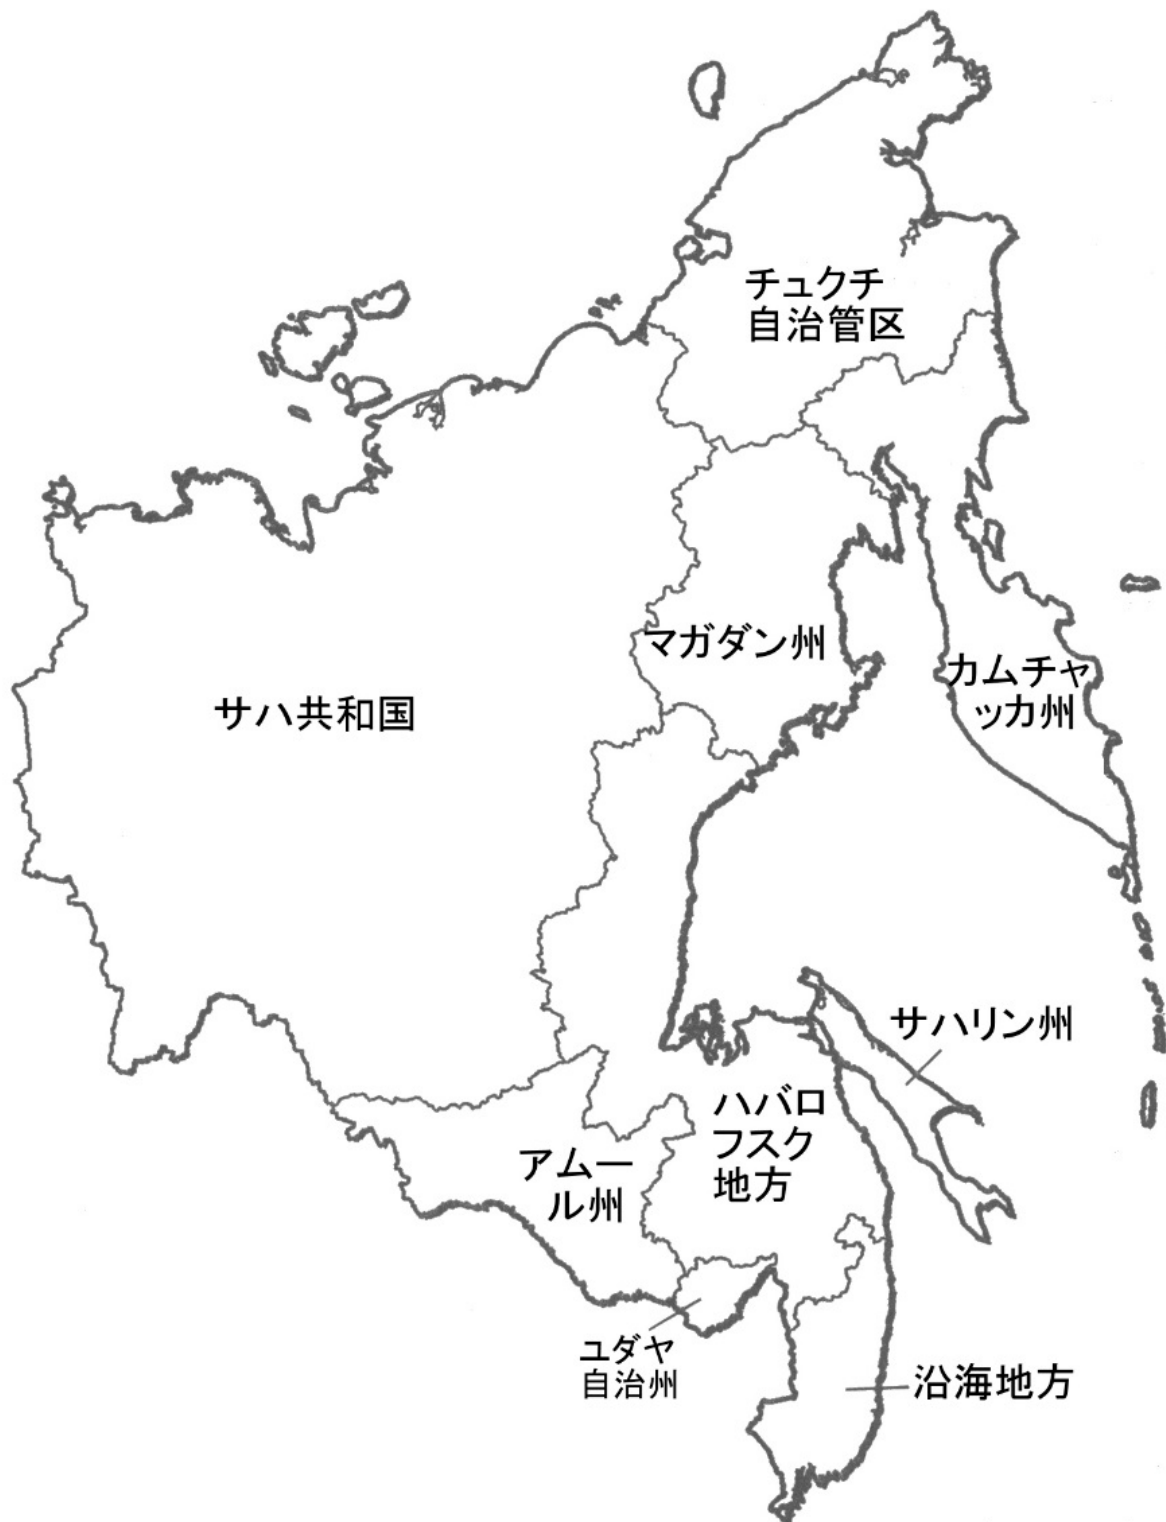 チュクチ
自治管区
マガダン州
カムチャ
ッカ州
サハ共和国
サハリン州
ハバロ
フスク
地方
アムー
ル州
ユダヤ
自治州
沿海地方